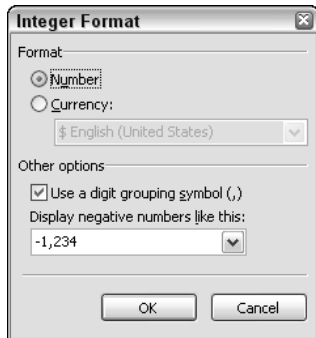 Integer Format
Format
Number
Currency:
$ English (United States)
Other options
Use a digit grouping symbol (,)
Display negative numbers like this:
-1,234
OK
Cancel